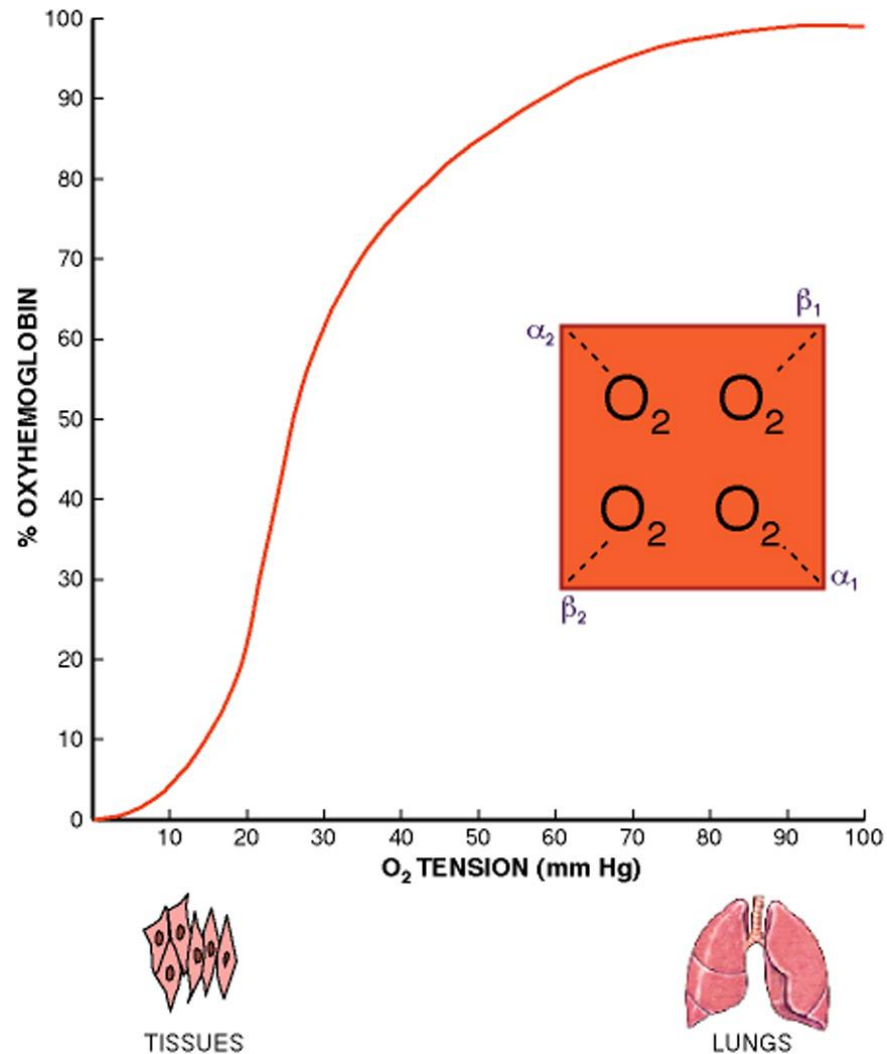 % OXYHEMOGLOBIN
100
90
80
70
60
50
40
30
20
10
0
α₂
β₁
O₂ O₂
O₂ O₂
β₂
α₁
10 20 30 40 50 60 70 80 90 100
O₂ TENSION (mm Hg)
TISSUES
LUNGS